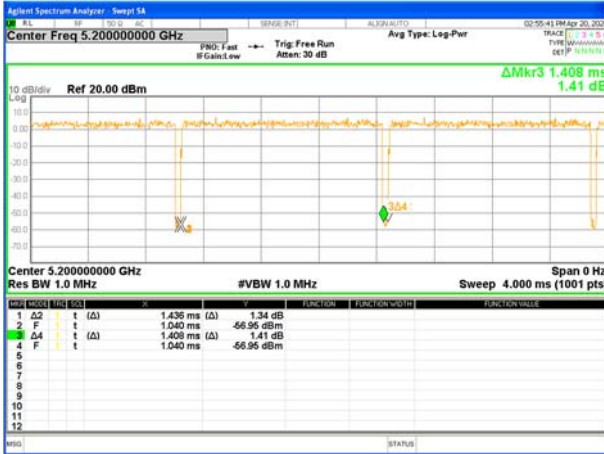 Agilent Spectrum Analyzer - Swept SA
RL RF 50 Ω AC SENSE:INT ALIGN AUTO 02:55:41 PM Apr 20, 202
Center Freq 5.200000000 GHz
PNO: Fast
IFGain:Low
Trig: Free Run
Atten: 30 dB
Avg Type: Log-Pwr
TRACE 1 2 3 4 5
TYPE
DET P N N N N
ΔMkr3 1.408 ms
1.41 dB
10 dB/div Ref 20.00 dBm
Log
10.0
0.00
-10.0
-20.0
-30.0
-40.0
-50.0
-60.0
-70.0
3Δ4
Center 5.200000000 GHz Span 0 Hz
Res BW 1.0 MHz #VBW 1.0 MHz Sweep 4.000 ms (1001 pts
MKR MODE TRC SCL X Y FUNCTION FUNCTION WIDTH FUNCTION VALUE
1 Δ2 1 t (Δ) 1.436 ms (Δ) 1.34 dB
2 F 1 t 1.040 ms -56.95 dBm
3 Δ4 1 t (Δ) 1.408 ms (Δ) 1.41 dB
4 F 1 t 1.040 ms -56.95 dBm
5
6
7
8
9
10
11
12
MSG STATUS